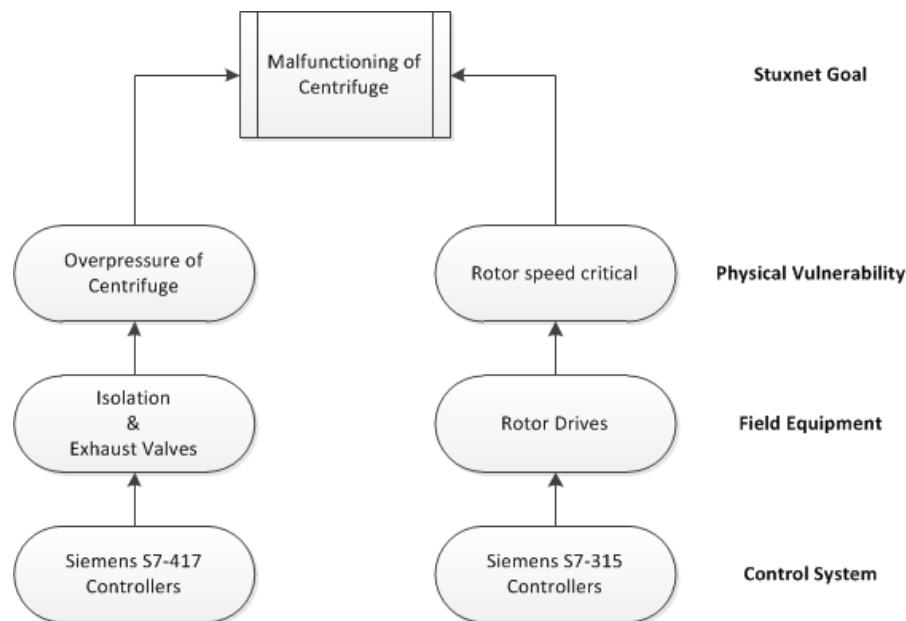 Malfunctioning of
Centrifuge
Stuxnet Goal
Overpressure of
Centrifuge
Rotor speed critical
Physical Vulnerability
Isolation
&
Exhaust Valves
Rotor Drives
Field Equipment
Siemens S7-417
Controllers
Siemens S7-315
Controllers
Control System